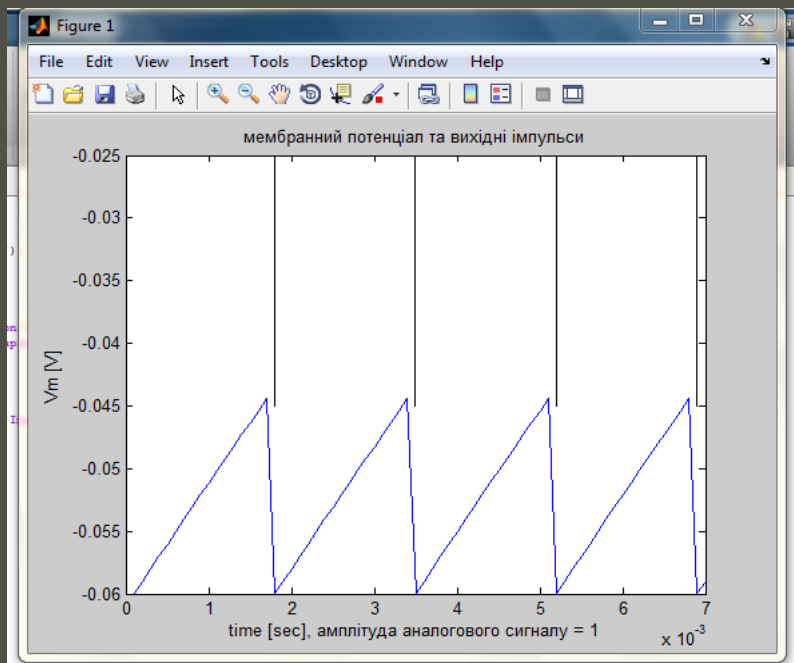 Figure 1
File Edit View Insert Tools Desktop Window Help
мембранний потенціал та вихідні імпульси
-0.025
-0.03
-0.035
-0.04
-0.045
-0.05
-0.055
-0.06
Vm [V]
0 1 2 3 4 5 6 7
x 10^-3
time [sec], амплітуда аналогового сигналу = 1